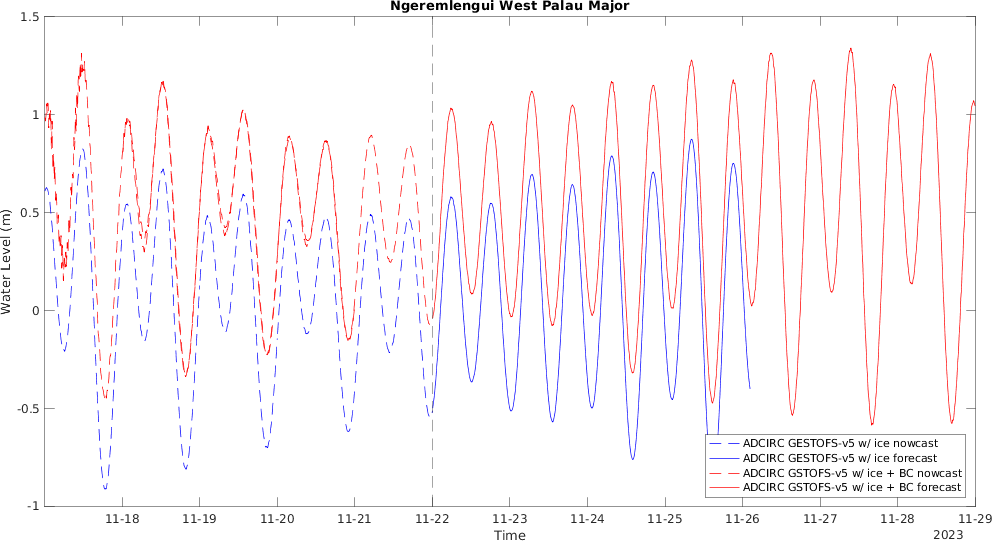 Ngeremlengui West Palau Major
1.5
1
0.5
0
-0.5
-1
Water Level (m)
11-18
11-19
11-20
11-21
11-22
11-23
11-24
11-25
11-26
11-27
11-28
11-29
Time
2023
ADCIRC GESTOFS-v5 w/ ice nowcast
ADCIRC GESTOFS-v5 w/ ice forecast
ADCIRC GSTOFS-v5 w/ ice + BC nowcast
ADCIRC GSTOFS-v5 w/ ice + BC forecast